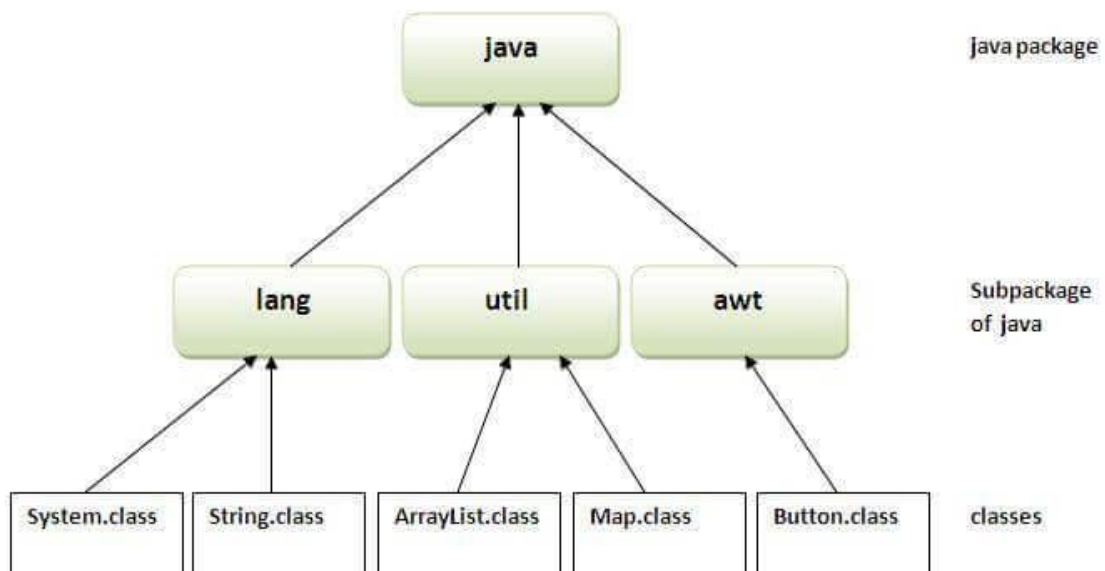 java
java package
lang
util
awt
Subpackage
of java
System.class
String.class
ArrayList.class
Map.class
Button.class
classes